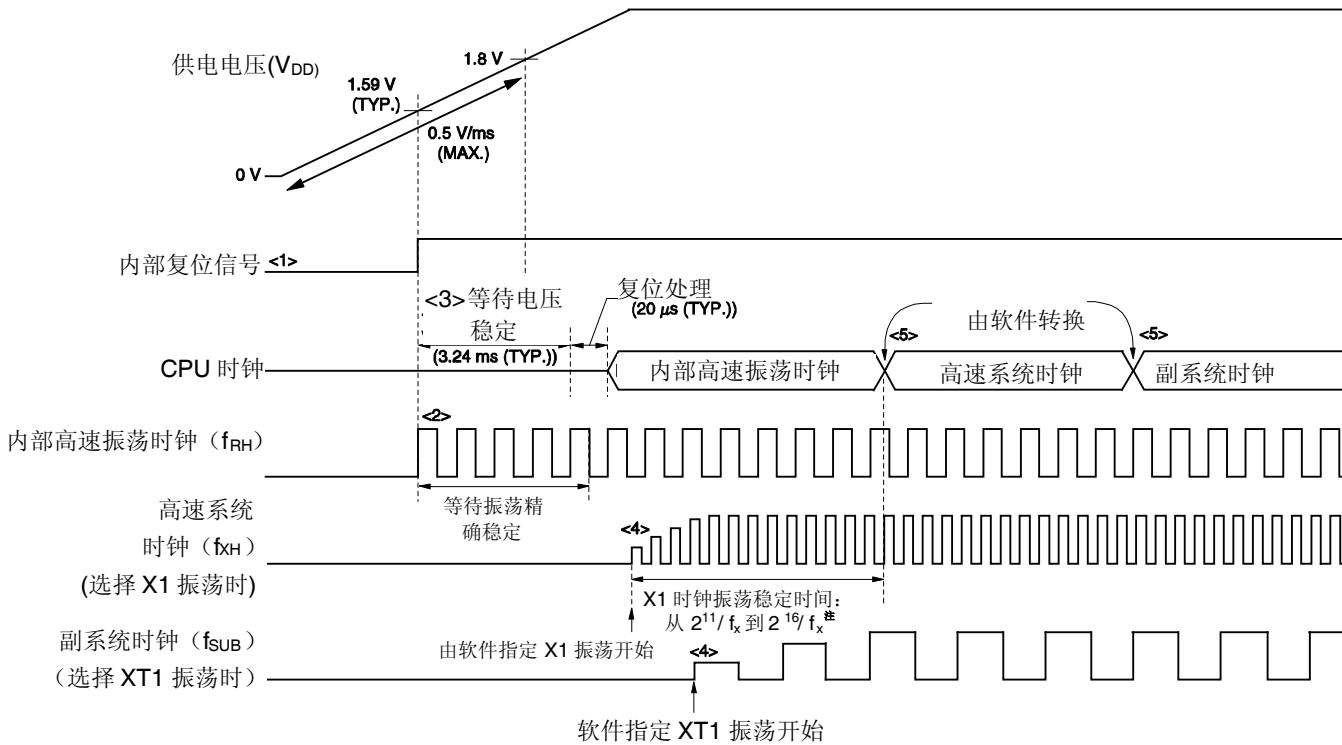 供电电压(VDD)
1.8 V
1.59 V
(TYP.)
0.5 V/ms
(MAX.)
0 V
内部复位信号 <1>
<3>等待电压
稳定
(3.24 ms (TYP.))
复位处理
(20 μs (TYP.))
<5>
由软件转换
<5>
CPU 时钟
内部高速振荡时钟
高速系统时钟
副系统时钟
<2>
内部高速振荡时钟（fRH）
等待振荡精
确稳定
高速系统
时钟（fXH）
(选择 X1 振荡时)
<4>
X1 时钟振荡稳定时间：
从 2¹¹/ fx 到 2 ¹⁶/ fx注
由软件指定 X1 振荡开始
副系统时钟（fSUB）
（选择 XT1 振荡时）
<4>
软件指定 XT1 振荡开始